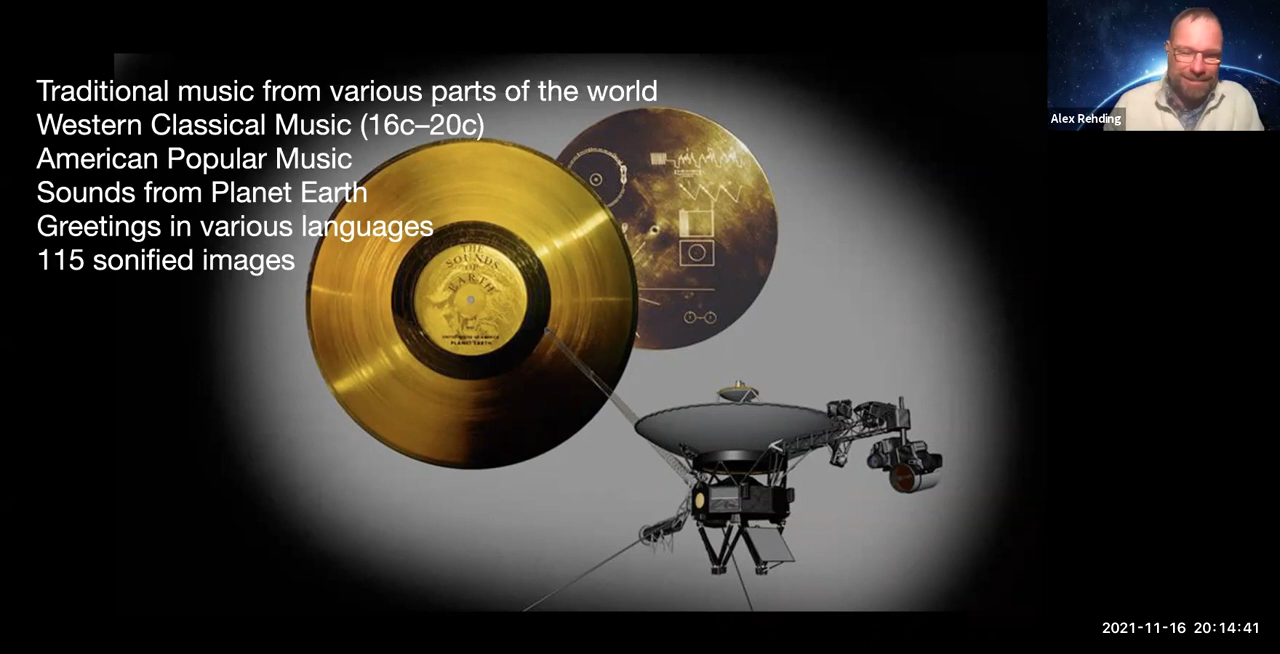 Traditional music from various parts of the world
Western Classical Music (16c–20c)
American Popular Music
Sounds from Planet Earth
Greetings in various languages
115 sonified images
THE
SOUNDS
OF
EARTH
PLANET EARTH
Alex Rehding
2021-11-16 20:14:41